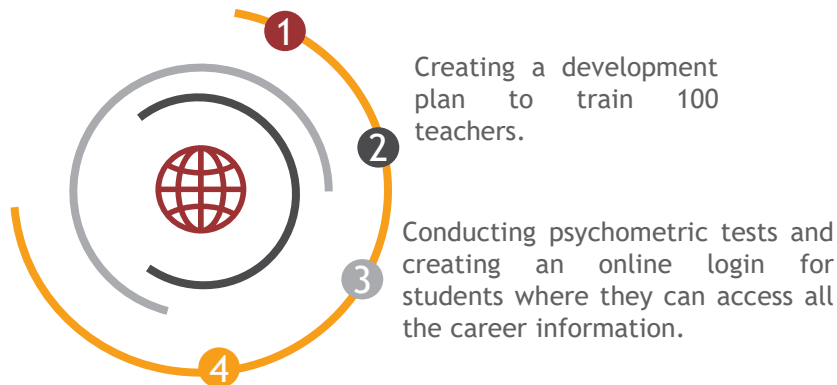 1
Creating a development
plan to train 100
teachers.
2
Conducting psychometric tests and
creating an online login for
students where they can access all
the career information.
3
4